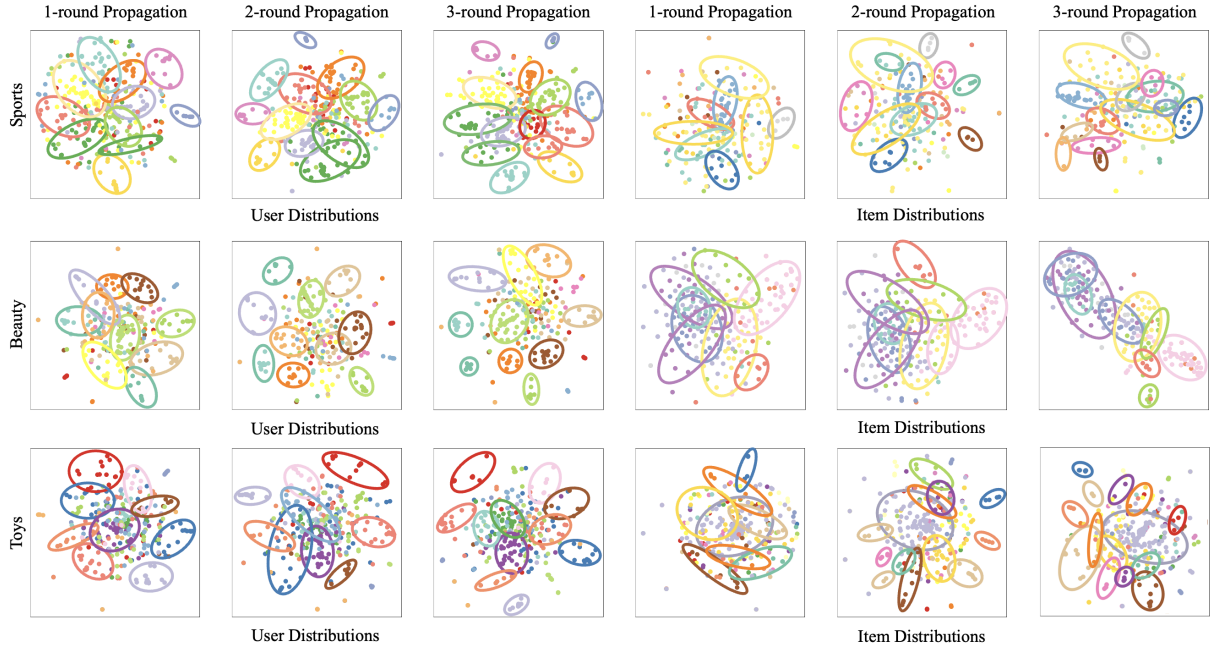 1-round Propagation 2-round Propagation 3-round Propagation 1-round Propagation 2-round Propagation 3-round Propagation
Sports
User Distributions Item Distributions
Beauty
User Distributions Item Distributions
Toys
User Distributions Item Distributions